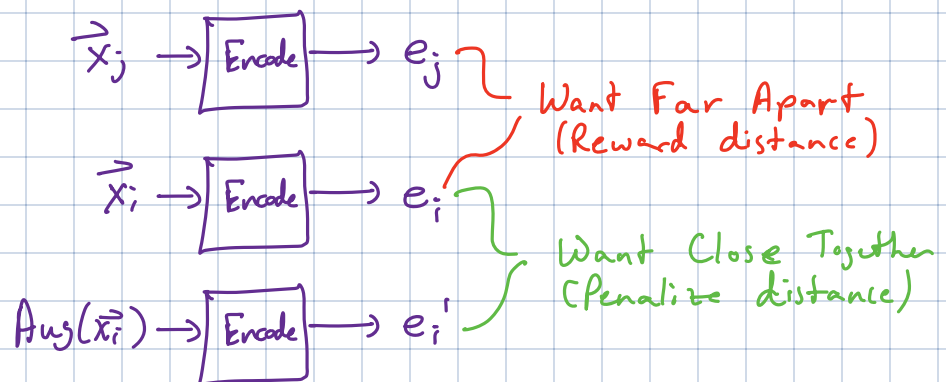 x⃗j → Encode → ej
Want Far Apart
(Reward distance)
x⃗i → Encode → ei
Want Close Together
(Penalize distance)
Aug(x⃗i) → Encode → ei'